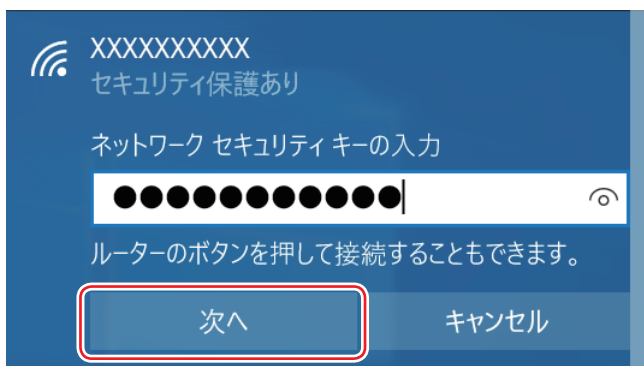 XXXXXXXXXX
セキュリティ保護あり
ネットワーク セキュリティ キーの入力
●●●●●●●●●●●
ルーターのボタンを押して接続することもできます。
次へ キャンセル